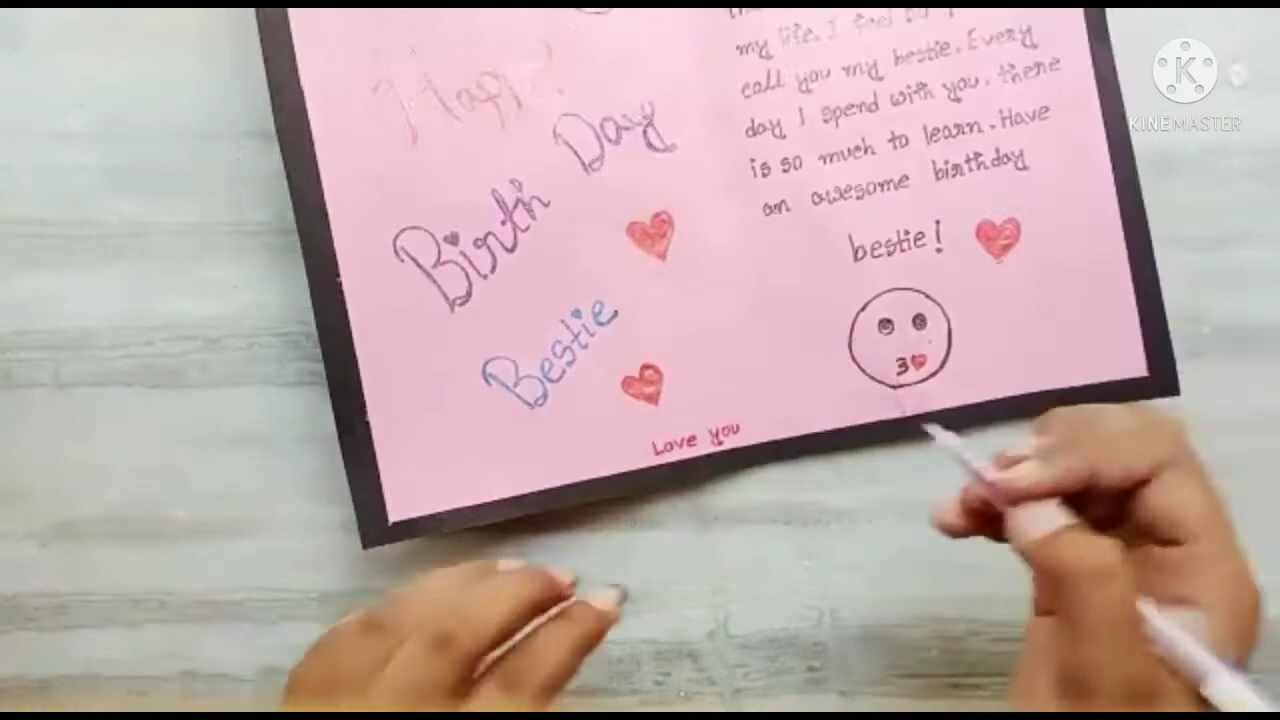 Happy
Birth Day
Bestie
Love you
my life. I feel
call you my bestie. Every
day I spend with you, there
is so much to learn. Have
an awesome birthday
bestie!
KINEMASTER